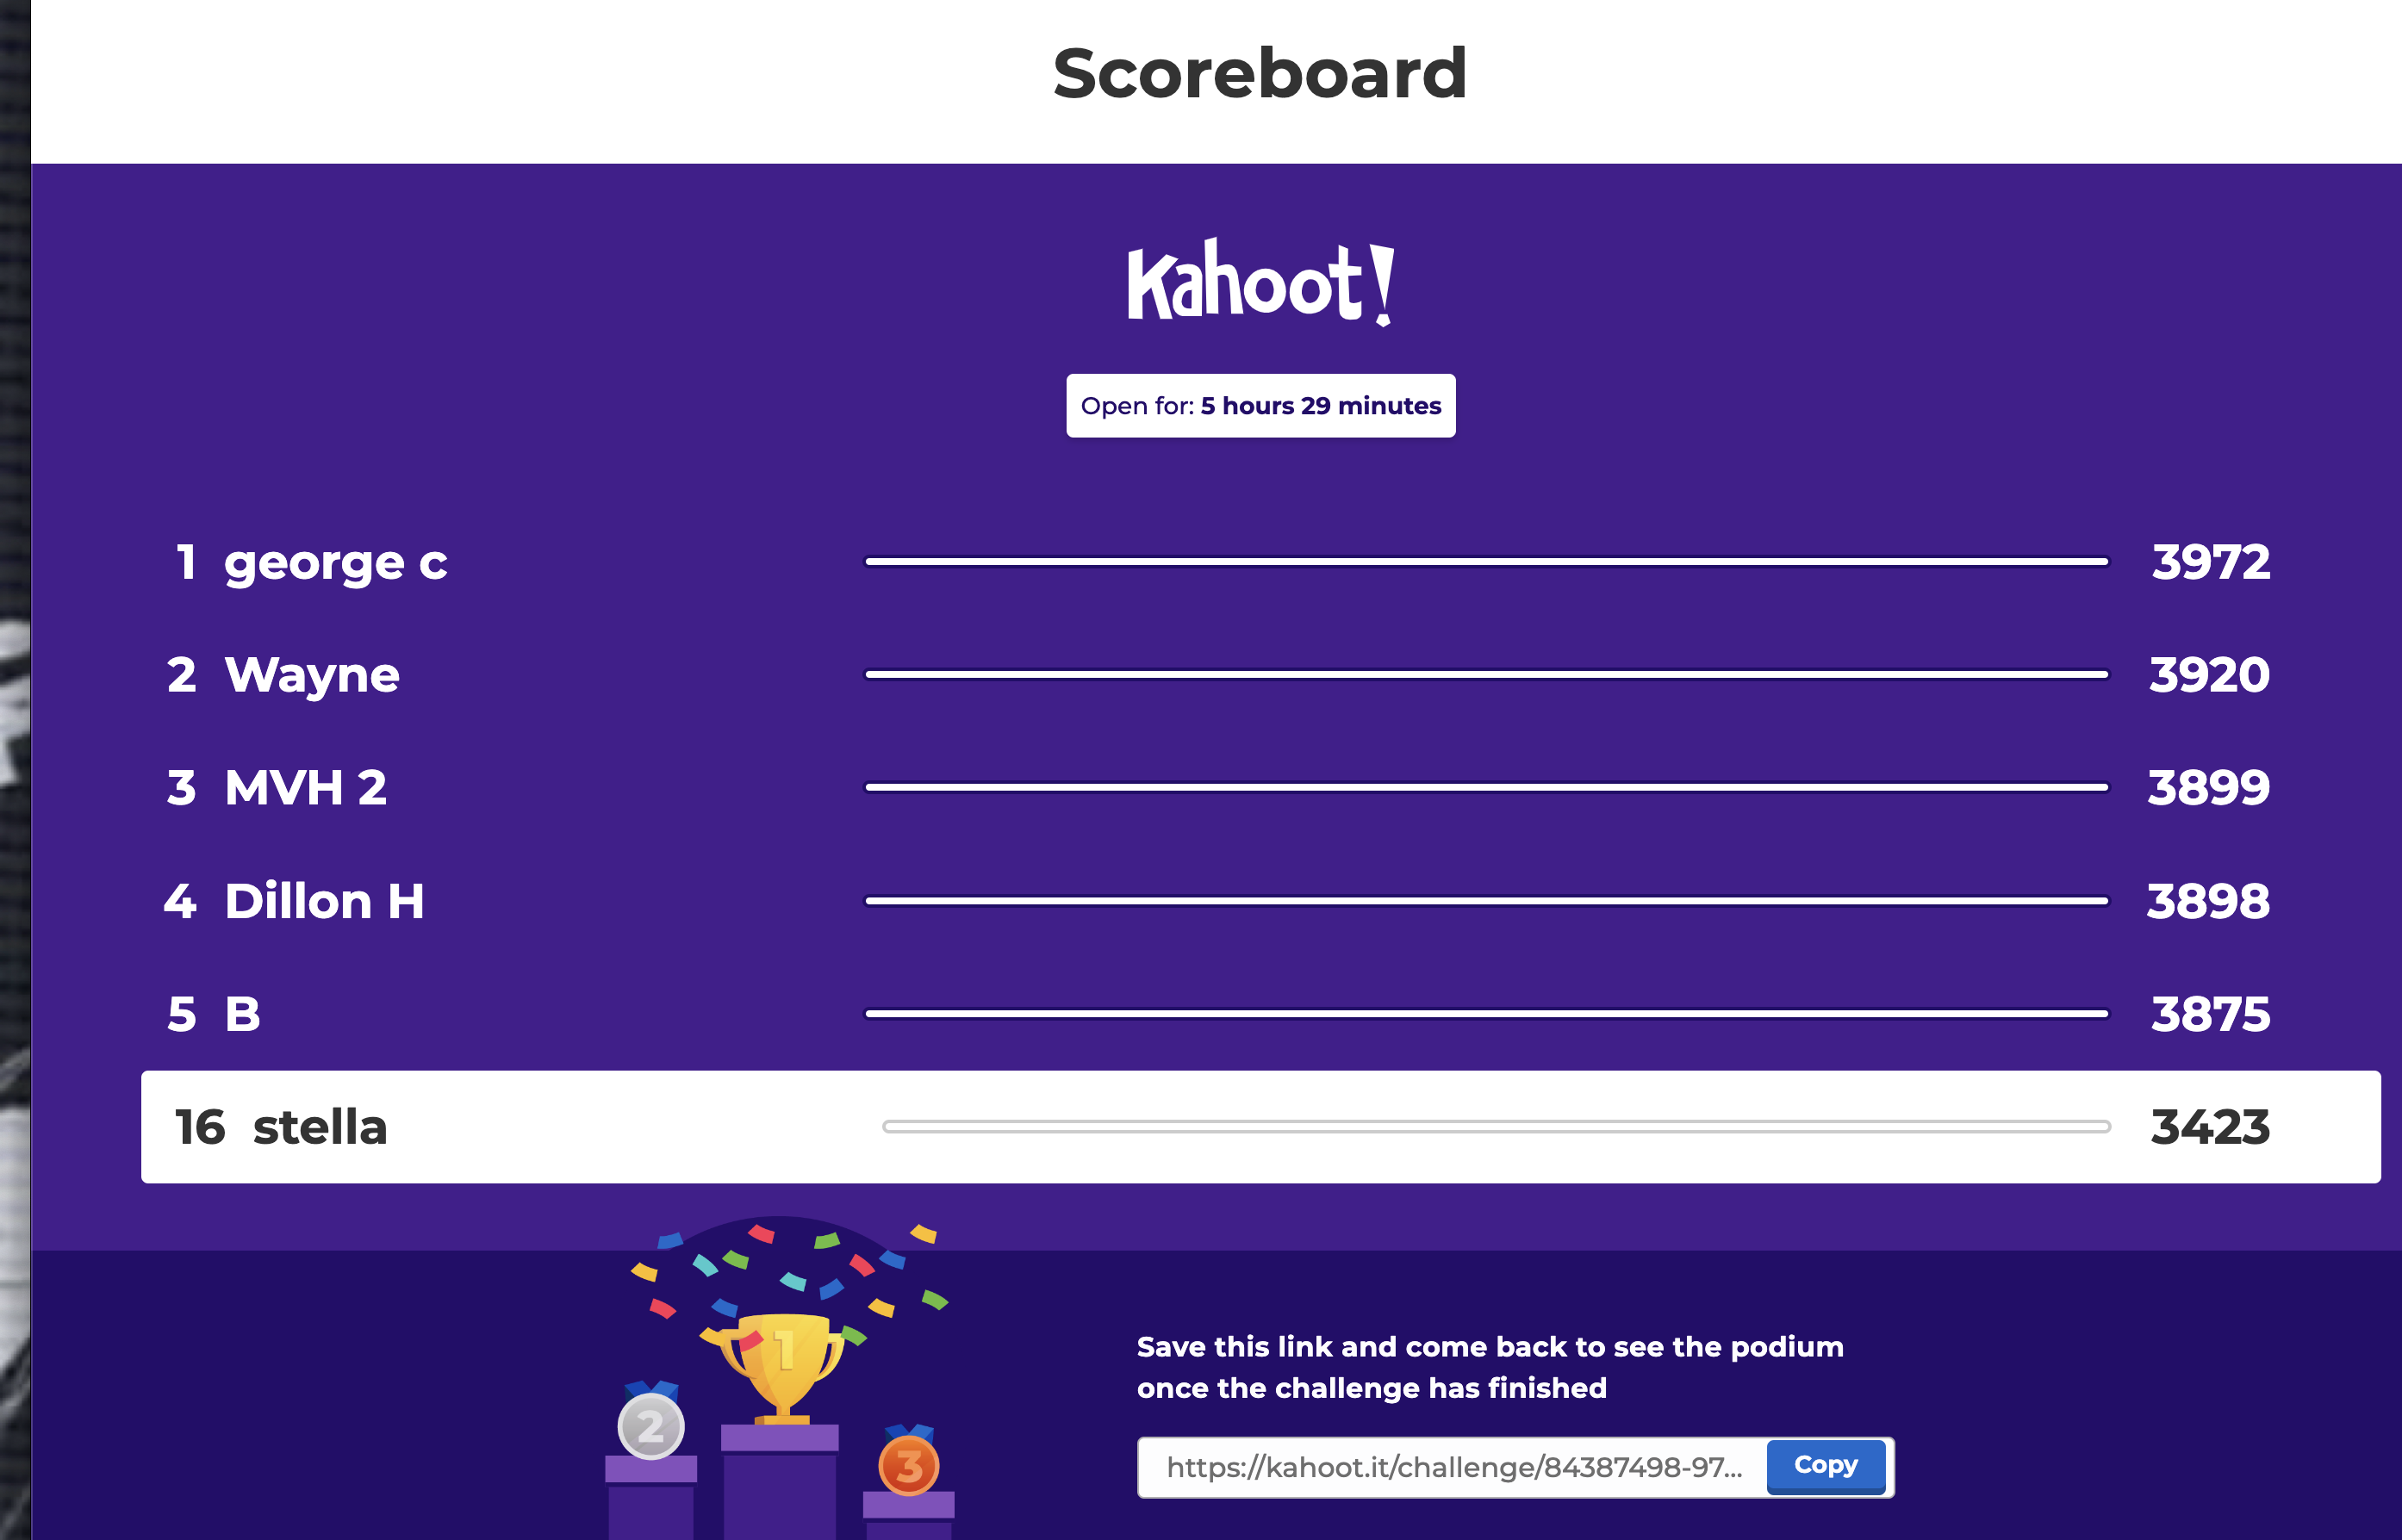 Scoreboard
Kahoot!
Open for: 5 hours 29 minutes
1 george c 3972
2 Wayne 3920
3 MVH 2 3899
4 Dillon H 3898
5 B 3875
16 stella 3423
1
2
3
Save this link and come back to see the podium
once the challenge has finished
https://kahoot.it/challenge/84387498-97... Copy